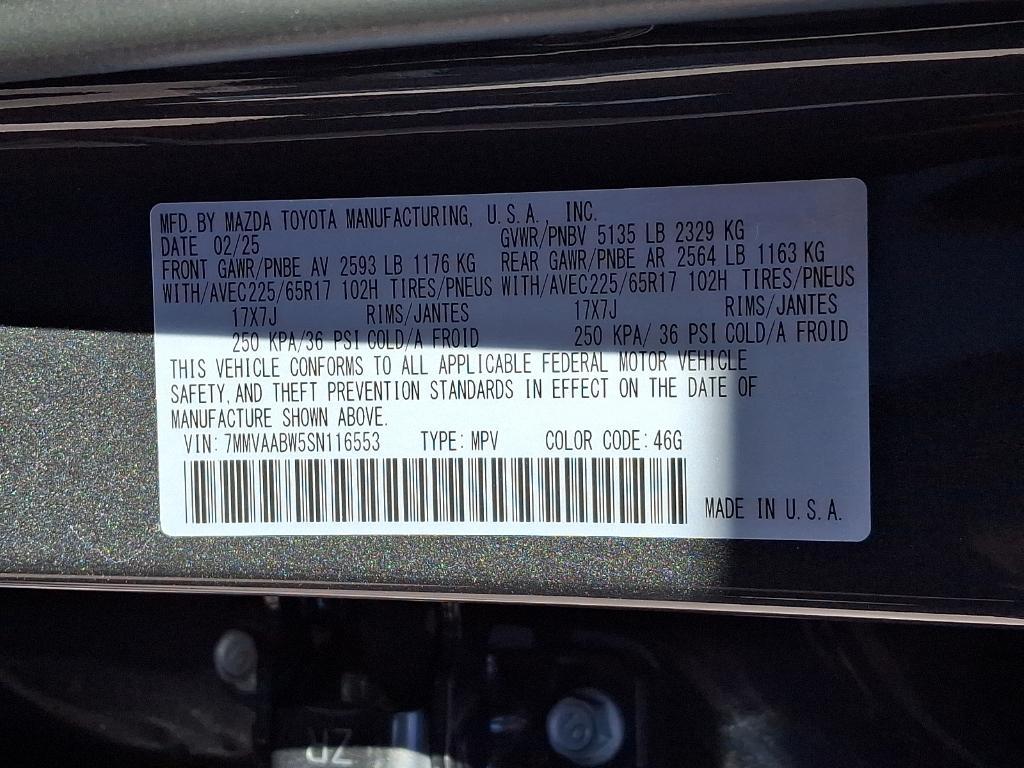 MFD. BY MAZDA TOYOTA MANUFACTURING, U.S.A., INC.
DATE 02/25 GVWR/PNBV 5135 LB 2329 KG
FRONT GAWR/PNBE AV 2593 LB 1176 KG REAR GAWR/PNBE AR 2564 LB 1163 KG
WITH/AVEC225/65R17 102H TIRES/PNEUS WITH/AVEC225/65R17 102H TIRES/PNEUS
17X7J RIMS/JANTES 17X7J RIMS/JANTES
250 KPA/36 PSI COLD/A FROID 250 KPA/ 36 PSI COLD/A FROID
THIS VEHICLE CONFORMS TO ALL APPLICABLE FEDERAL MOTOR VEHICLE
SAFETY, AND THEFT PREVENTION STANDARDS IN EFFECT ON THE DATE OF
MANUFACTURE SHOWN ABOVE.
VIN: 7MMVAABW5SN116553 TYPE: MPV COLOR CODE: 46G
MADE IN U.S.A.